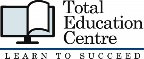 Total
Education
Centre
LEARN TO SUCCEED